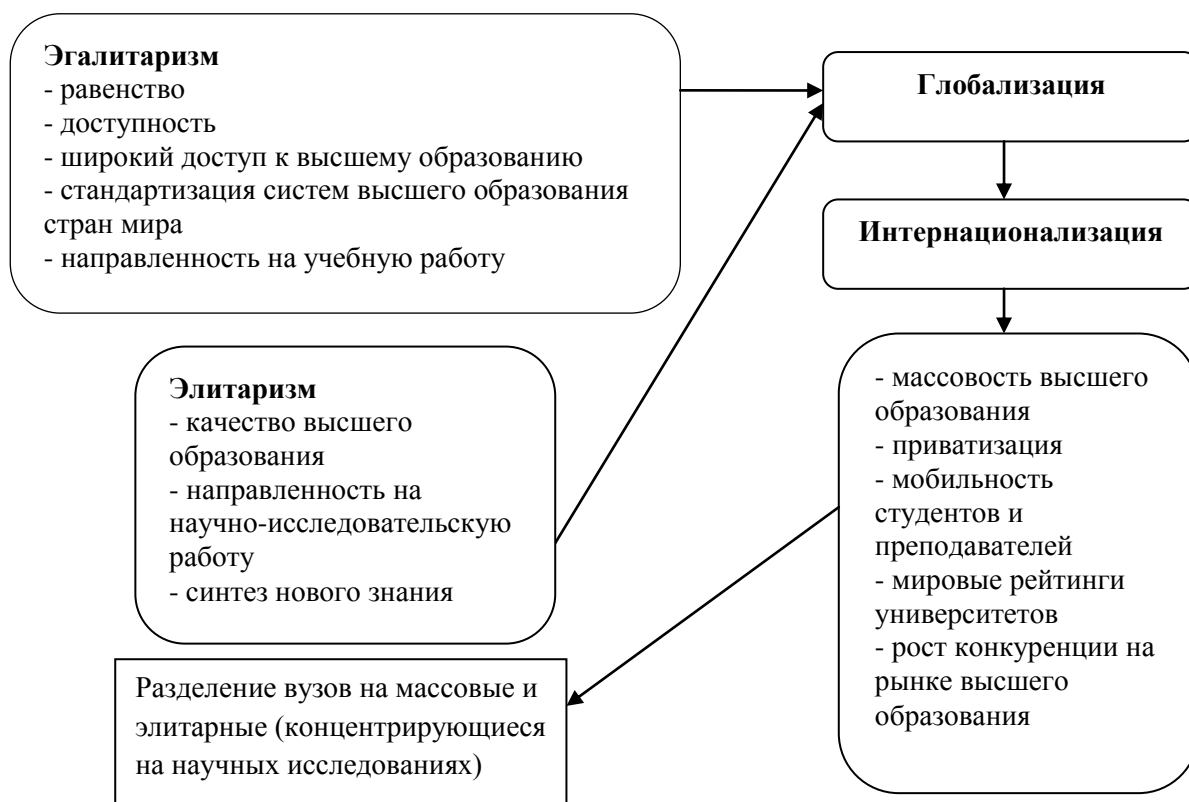 Эгалитаризм
- равенство
- доступность
- широкий доступ к высшему образованию
- стандартизация систем высшего образования
стран мира
- направленность на учебную работу
Глобализация
Интернационализация
Элитаризм
- качество высшего
образования
- направленность на
научно-исследовательскую
работу
- синтез нового знания
- массовость высшего
образования
- приватизация
- мобильность
студентов и
преподавателей
- мировые рейтинги
университетов
- рост конкуренции на
рынке высшего
образования
Разделение вузов на массовые и
элитарные (концентрирующиеся
на научных исследованиях)